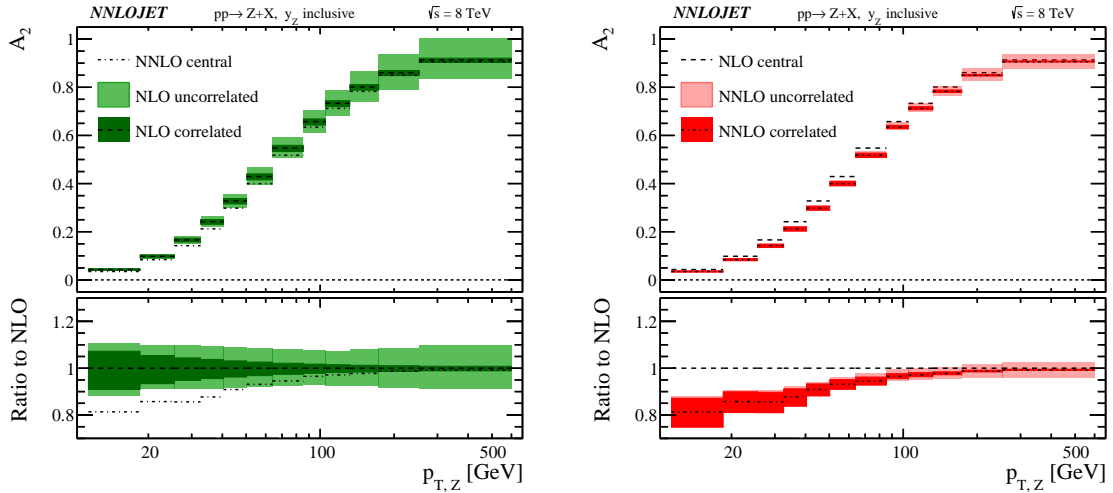 NNLOJET pp→ Z+X, y_Z inclusive √s = 8 TeV
A_2
1
0.8
0.6
0.4
0.2
0
NNLO central
NLO uncorrelated
NLO correlated
Ratio to NLO
1.2
1
0.8
20 100 500
p_T, Z [GeV]
NNLOJET pp→ Z+X, y_Z inclusive √s = 8 TeV
A_2
1
0.8
0.6
0.4
0.2
0
NLO central
NNLO uncorrelated
NNLO correlated
Ratio to NLO
1.2
1
0.8
20 100 500
p_T, Z [GeV]